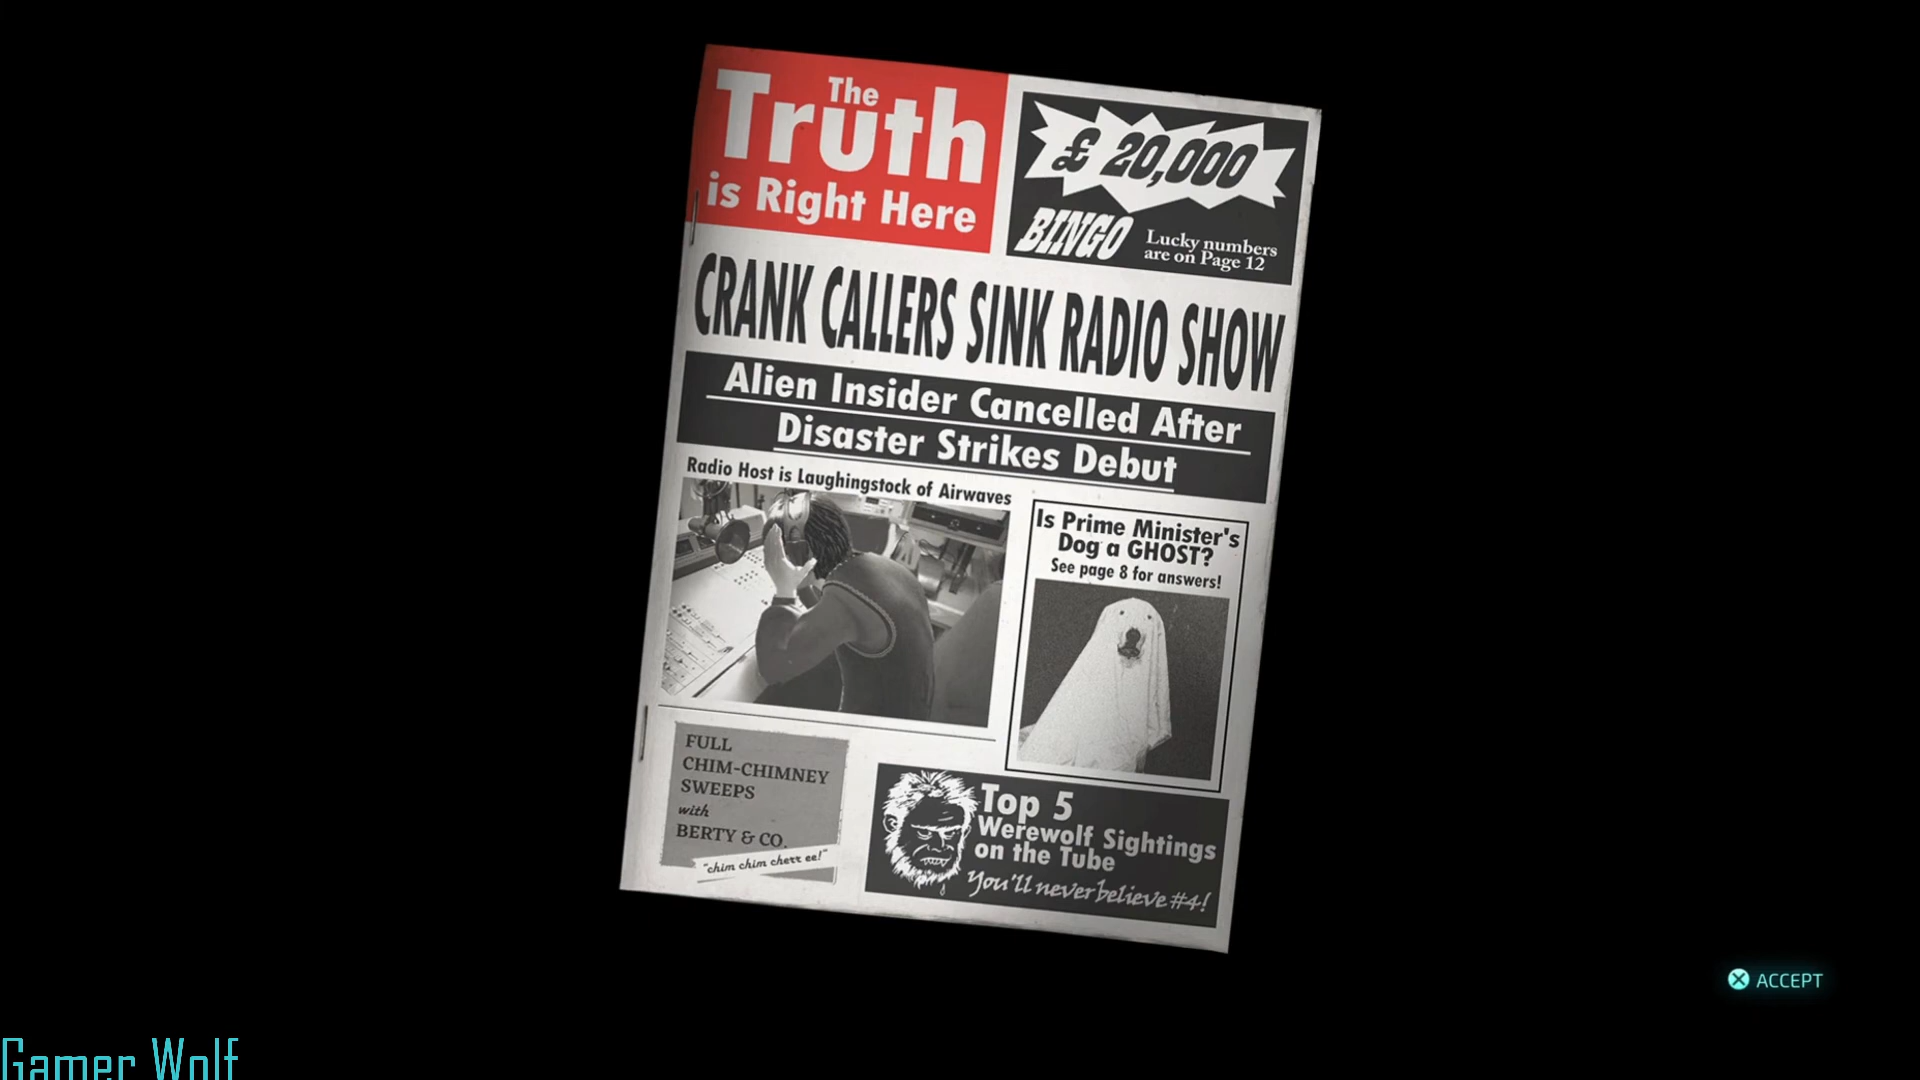 The
Truth
is Right Here
£ 20,000
BINGO
Lucky numbers
are on Page 12
CRANK CALLERS SINK RADIO SHOW
Alien Insider Cancelled After
Disaster Strikes Debut
Radio Host is Laughingstock of Airwaves
Is Prime Minister's
Dog a GHOST?
See page 8 for answers!
FULL
CHIM-CHIMNEY
SWEEPS
with
BERTY & CO.
"chim chim cherr ee!"
Top 5
Werewolf Sightings
on the Tube
You'll never believe #4!
ACCEPT
Gamer Wolf